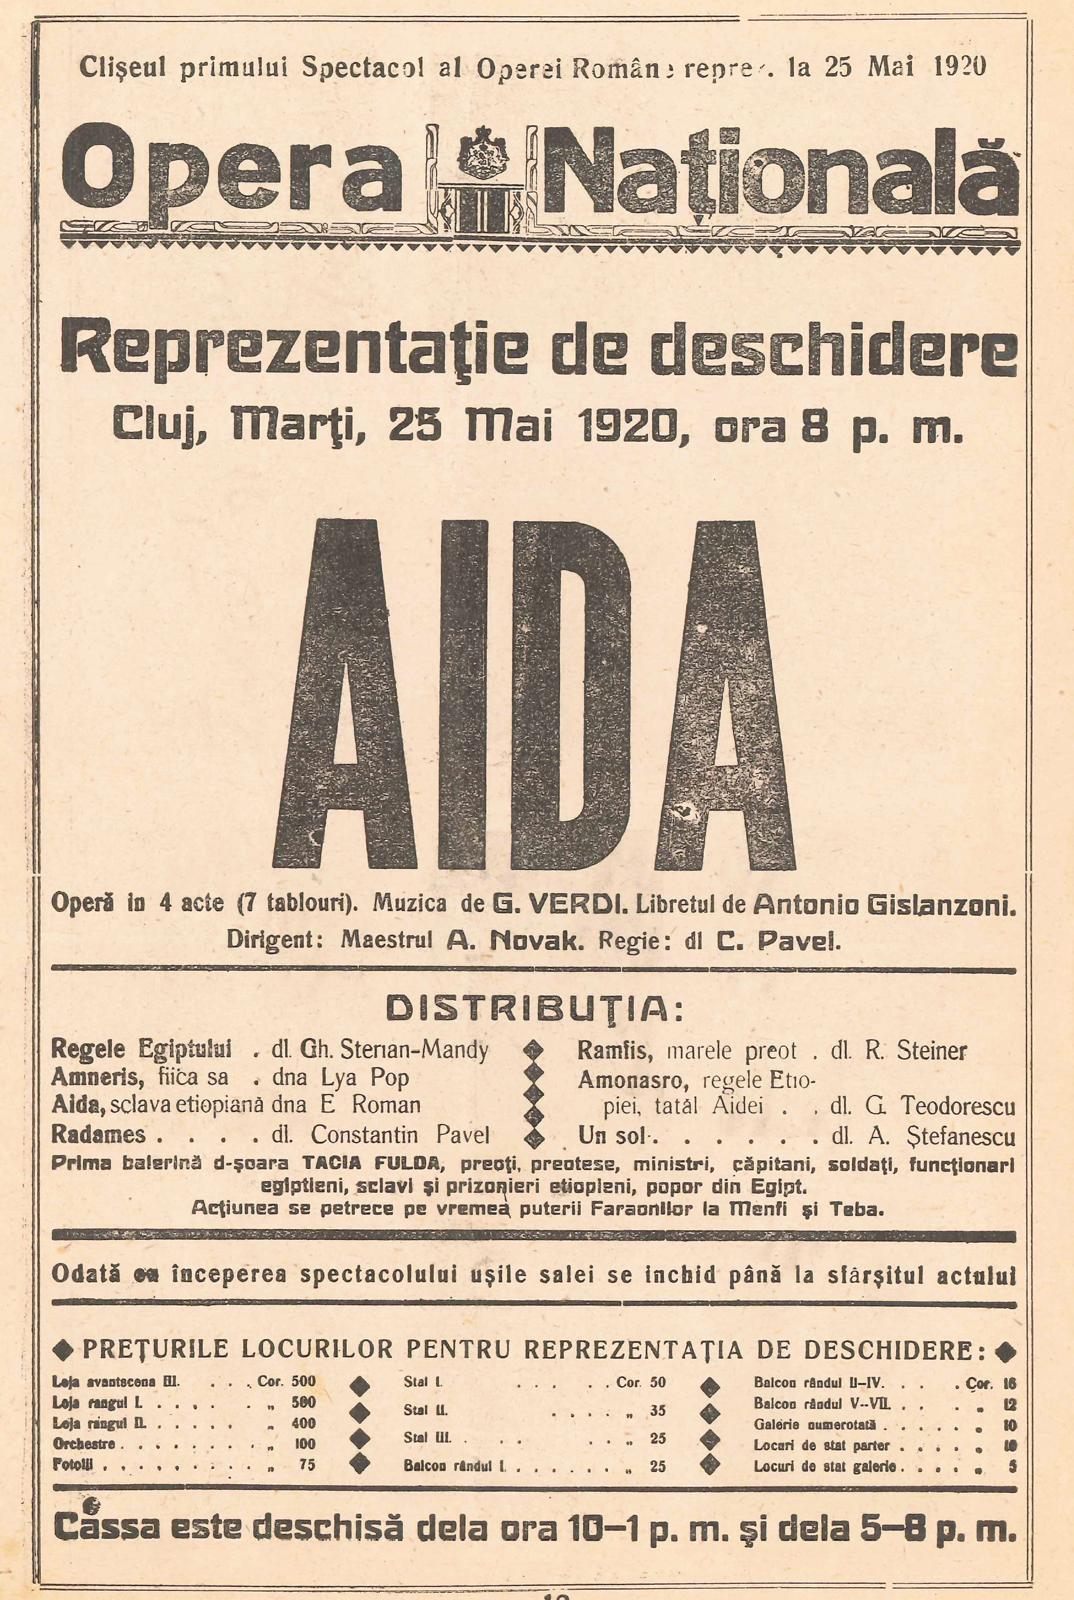 Clișeul primului Spectacol al Operei Române repre. la 25 Mai 1920
Opera Națională
Reprezentaţie de deschidere
Cluj, Marţi, 25 Mai 1920, ora 8 p. m.
AIDA
Operă in 4 acte (7 tablouri). Muzica de G. VERDI. Libretul de Antonio Gislanzoni.
Dirigent: Maestrul A. Novak. Regie: dl C. Pavel.
DISTRIBUŢIA:
Regele Egiptului . dl. Gh. Sterian-Mandy
Amneris, fiica sa . dna Lya Pop
Aida, sclava etiopiană dna E Roman
Radames . . . . dl. Constantin Pavel
Ramfis, marele preot . dl. R. Steiner
Amonasro, regele Etio-
piei, tatăl Aidei . . dl. G. Teodorescu
Un sol . . . . . . dl. A. Ştefanescu
Prima balerină d-şoara TACIA FULDA, preoţi, preotese, miniștri, căpitani, soldaţi, funcţionari
egiptieni, sclavi şi prizonieri etiopieni, popor din Egipt.
Acţiunea se petrece pe vremea puterii Faraonilor la Menfi şi Teba.
Odată cu începerea spectacolului ușile salei se inchid până la sfârșitul actului
PREȚURILE LOCURILOR PENTRU REPREZENTAȚIA DE DESCHIDERE:
Loja avantscena III. . . . Cor. 500
Loja rangul I. . . . . . „ 500
Loja rangul II. . . . . . „ 400
Orchestre . . . . . . . . „ 100
Fotolii . . . . . . . . . „ 75
Stal I. . . . . Cor. 50
Stal II. . . . . „ 35
Stal III. . . . . . . . „ 25
Balcon rândul I. . . . . . . „ 25
Balcon rândul II-IV. . . . Cor. 16
Balcon rândul V-VII. . . . „ 12
Galerie numerotată . . . . . „ 10
Locuri de stat parter . . . . „ 10
Locuri de stat galerie . . . . „ 5
Cassa este deschisă dela ora 10-1 p. m. şi dela 5-8 p. m.